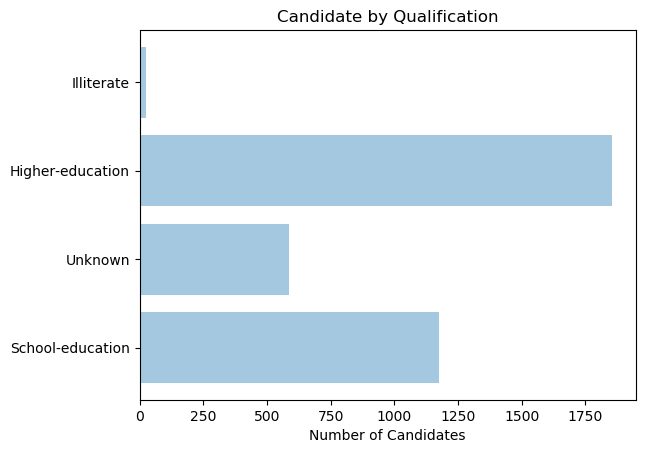 Candidate by Qualification
Illiterate
Higher-education
Unknown
School-education
0 250 500 750 1000 1250 1500 1750
Number of Candidates